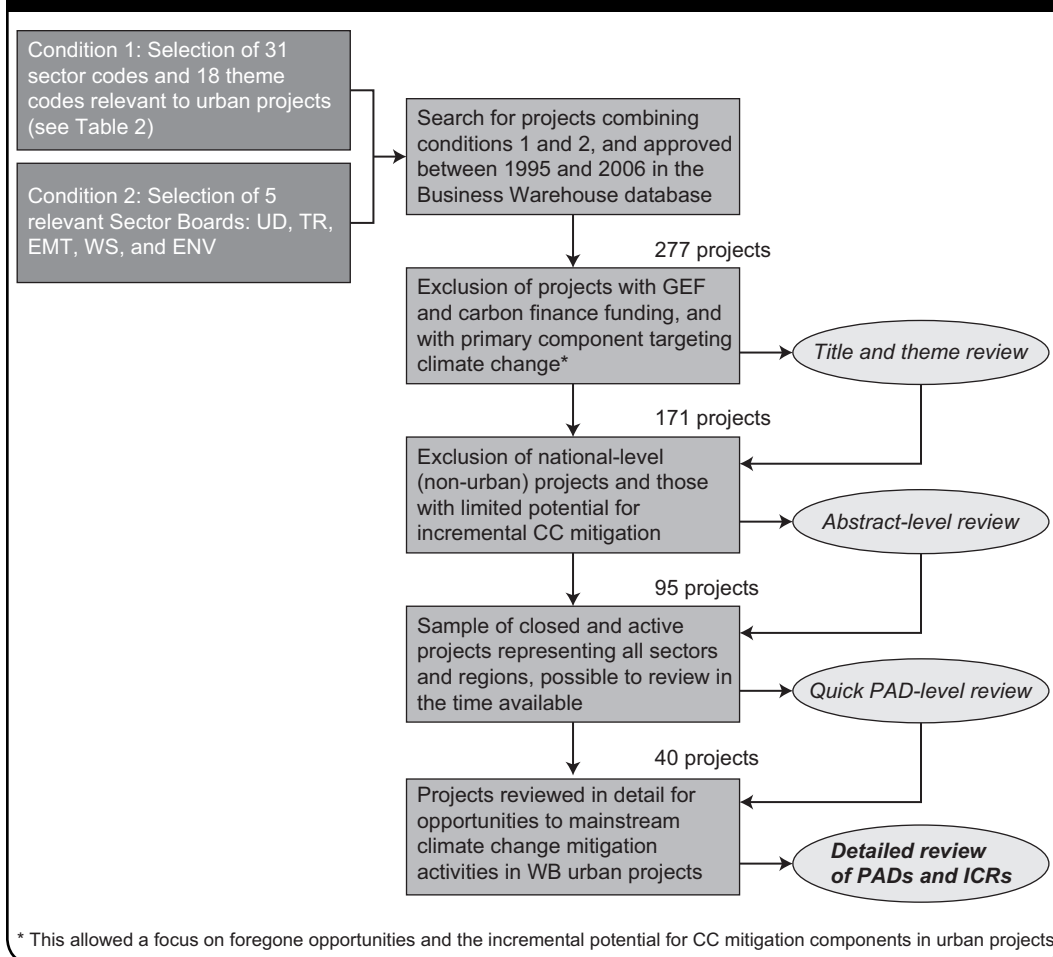 Condition 1: Selection of 31
sector codes and 18 theme
codes relevant to urban projects
(see Table 2)
Condition 2: Selection of 5
relevant Sector Boards: UD, TR,
EMT, WS, and ENV
Search for projects combining
conditions 1 and 2, and approved
between 1995 and 2006 in the
Business Warehouse database
277 projects
Exclusion of projects with GEF
and carbon finance funding, and
with primary component targeting
climate change*
Title and theme review
171 projects
Exclusion of national-level
(non-urban) projects and those
with limited potential for
incremental CC mitigation
Abstract-level review
95 projects
Sample of closed and active
projects representing all sectors
and regions, possible to review in
the time available
Quick PAD-level review
40 projects
Projects reviewed in detail for
opportunities to mainstream
climate change mitigation
activities in WB urban projects
Detailed review
of PADs and ICRs
* This allowed a focus on foregone opportunities and the incremental potential for CC mitigation components in urban projects